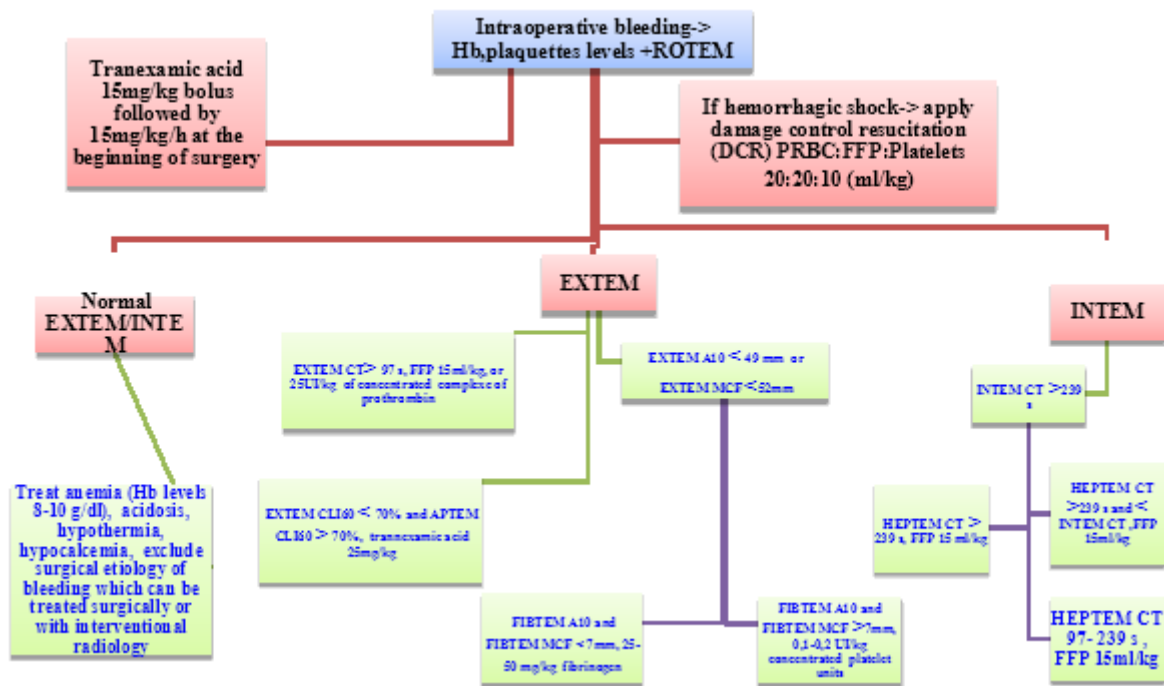 Intraoperative bleeding->
Hb,plaquettes levels +ROTEM
Tranexamic acid
15mg/kg bolus
followed by
15mg/kg/h at the
beginning of surgery
If hemorrhagic shock-> apply
damage control resucitation
(DCR) PRBC:FFP:Platelets
20:20:10 (ml/kg)
Normal
EXTEM/INTE
M
EXTEM
INTEM
EXTEM CT> 97 s, FFP 15ml/kg, or
25UI/kg of concentrated complexe of
prothrombin
EXTEM A10 < 49 mm or
EXTEM MCF <52mm
INTEM CT >239
s
Treat anemia (Hb levels
8-10 g/dl), acidosis,
hypothermia,
hypocalcemia, exclude
surgical etiology of
bleeding which can be
treated surgically or
with interventional
radiology
EXTEM CLI60 < 70% and APTEM
CLI60 > 70%, trannexamic acid
25mg/kg
HEPTEM CT >
239 s, FFP 15 ml/kg
HEPTEM CT
>239 s and <
INTEM CT ,FFP
15ml/kg
FIBTEM A10 and
FIBTEM MCF <7mm, 25-
50 mg/kg fibrinogen
FIBTEM A10 and
FIBTEM MCF >7mm,
0,1-0,2 UI/kg
concentrated platelet
units
HEPTEM CT
97- 239 s ,
FFP 15ml/kg